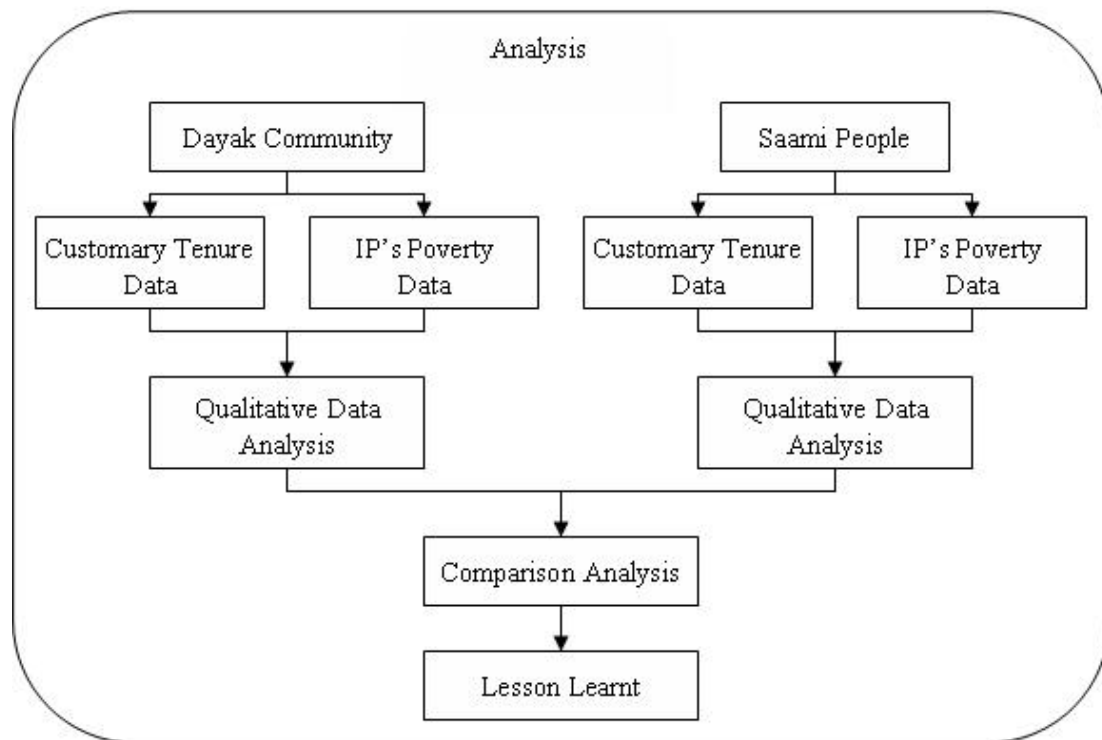 Analysis
Dayak Community
Saami People
Customary Tenure
Data
IP's Poverty
Data
Customary Tenure
Data
IP's Poverty
Data
Qualitative Data
Analysis
Qualitative Data
Analysis
Comparison Analysis
Lesson Learnt